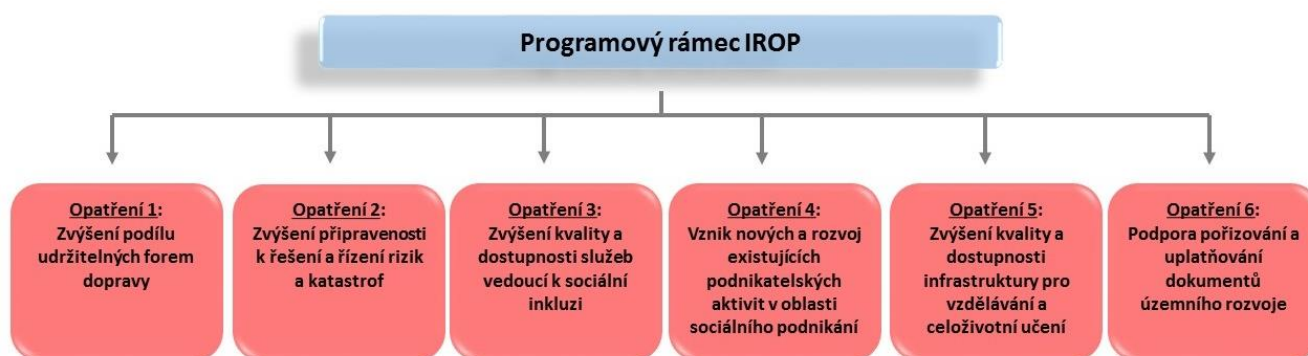 Programový rámec IROP
Opatření 1:
Zvýšení podílu
udržitelných forem
dopravy
Opatření 2:
Zvýšení připravenosti
k řešení a řízení rizik
a katastrof
Opatření 3:
Zvýšení kvality a
dostupnosti služeb
vedoucí k sociální
inkluzi
Opatření 4:
Vznik nových a rozvoj
existujících
podnikatelských
aktivit v oblasti
sociálního podnikání
Opatření 5:
Zvýšení kvality a
dostupnosti
infrastruktury pro
vzdělávání a
celoživotní učení
Opatření 6:
Podpora pořizování a
uplatňování
dokumentů
územního rozvoje